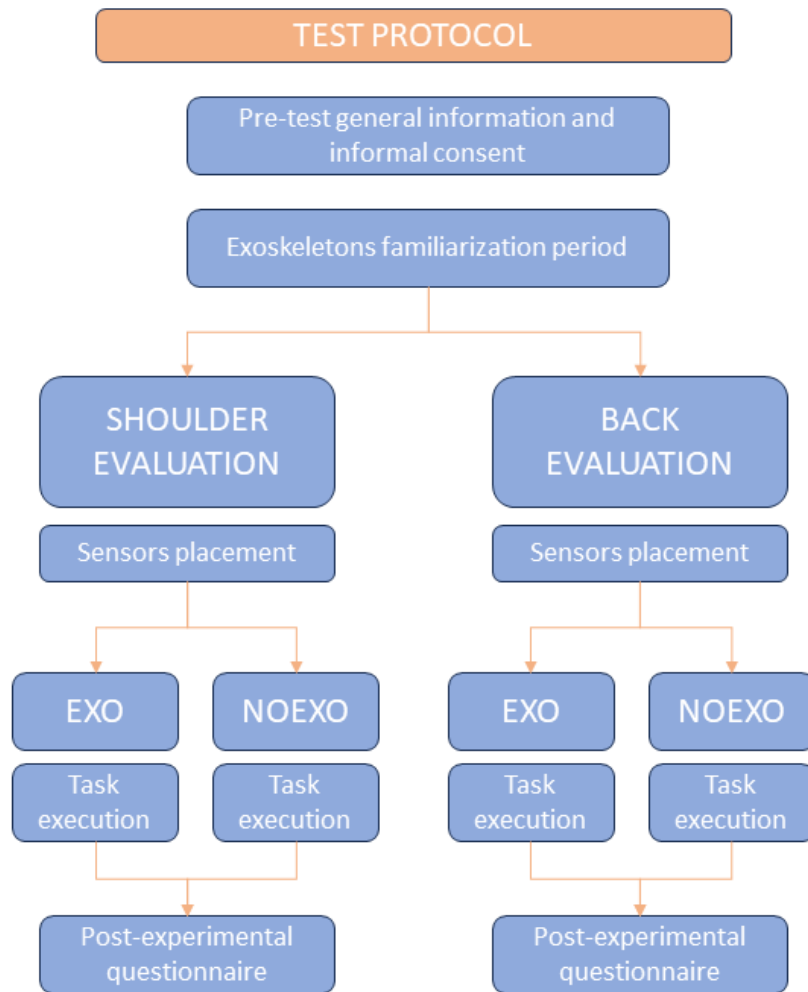 TEST PROTOCOL
Pre-test general information and
informal consent
Exoskeletons familiarization period
SHOULDER
EVALUATION
BACK
EVALUATION
Sensors placement
Sensors placement
EXO
NOEXO
EXO
NOEXO
Task
execution
Task
execution
Task
execution
Task
execution
Post-experimental
questionnaire
Post-experimental
questionnaire